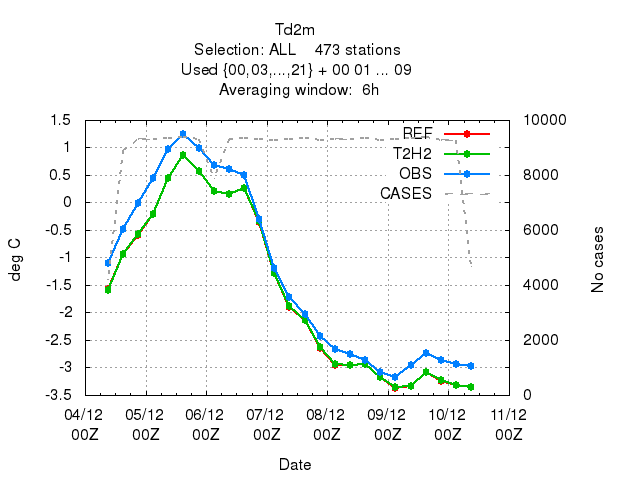 Td2m
Selection: ALL    473 stations
Used {00,03,...,21} + 00 01 ... 09
Averaging window:  6h
1.5
1
0.5
0
-0.5
-1
-1.5
-2
-2.5
-3
-3.5
deg C
10000
8000
6000
4000
2000
0
No cases
REF
T2H2
OBS
CASES
04/12 05/12 06/12 07/12 08/12 09/12 10/12 11/12
00Z 00Z 00Z 00Z 00Z 00Z 00Z 00Z
Date